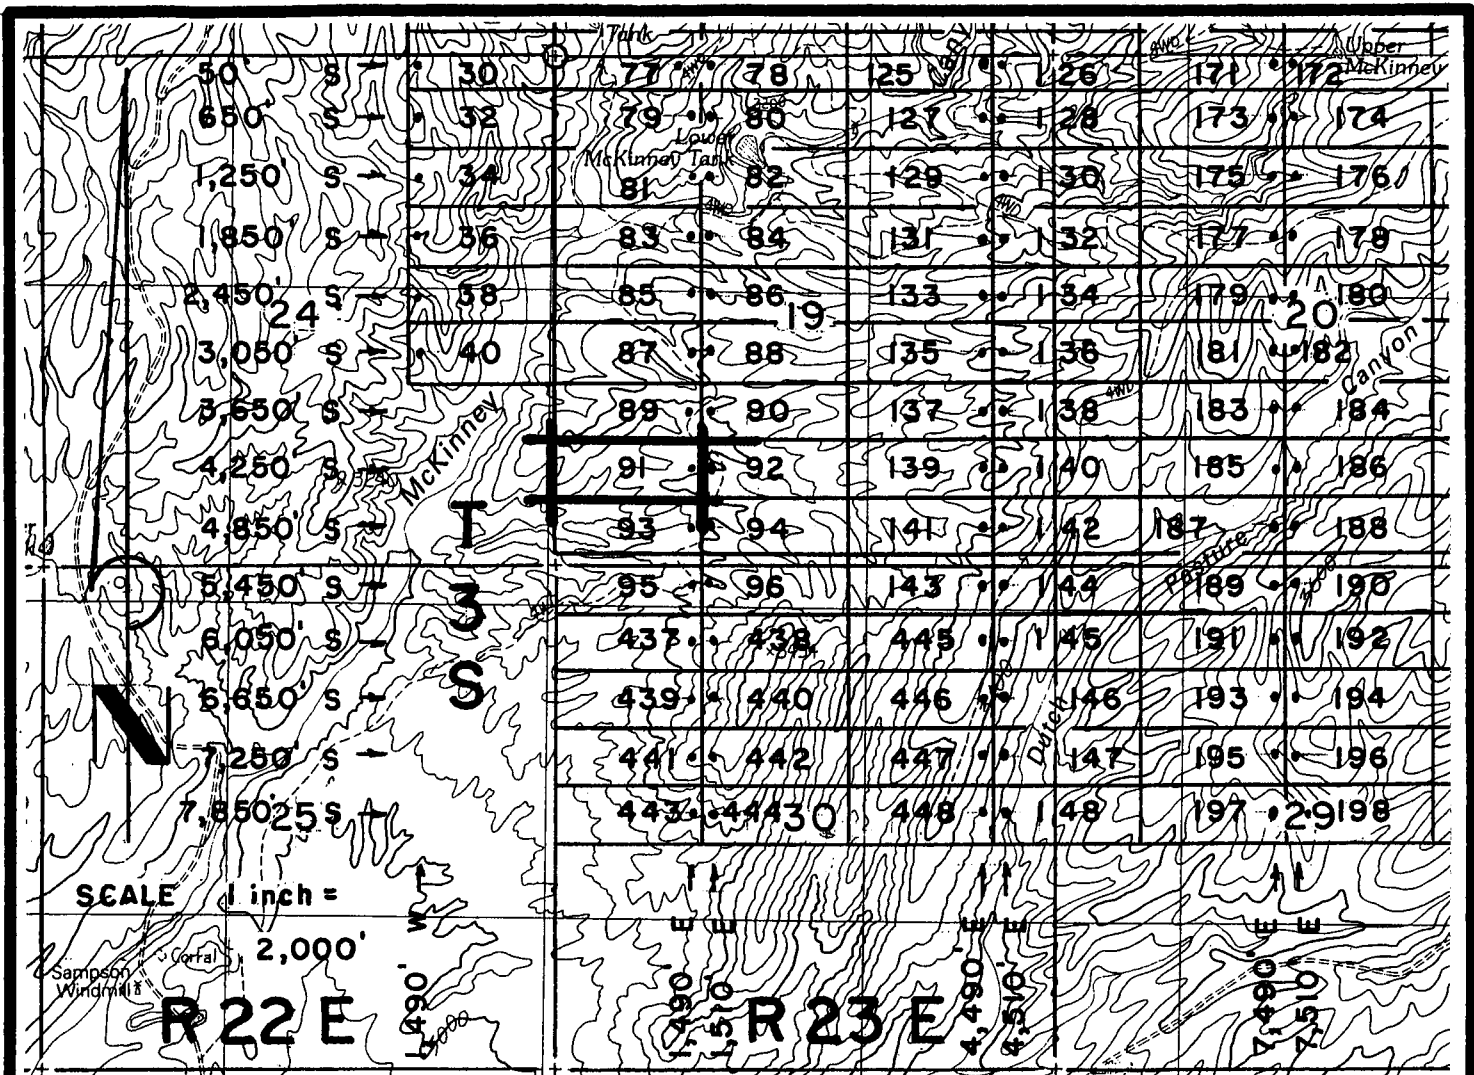 Tank
Upper
McKinney
4WD
4WD
50' S 30 77 78 125 126 171 172
650' S 32 79 80 127 128 173 174
3200
Lower
McKinney Tank
1,250' S 34 81 82 129 130 175 176
4WD
4WD
1,850' S 36 83 84 131 132 177 178
2,450' S 38 85 86 133 134 179 180
24 19 20
3,050' S 40 87 88 135 136 181 182
Canyon
4WD
3,650' S 89 90 137 138 183 184
McKinney
4,250 S 91 92 139 140 185 186
T
4,850' S 93 94 141 142 187 188
Pasture
5,450' S 95 96 143 144 189 190
3
6,050' S 437 438 445 145 191 192
S
6,650' S 439 440 446 146 193 194
N
Dutch
7,250' S 441 442 447 147 195 196
7,850' S 443 444 448 148 197 198
25 30 29
SCALE 1 inch =
2,000'
Corral
Sampson
Windmill
1,490' W
1,490' E
1,510' E
4,490' E
4,510' E
7,490' E
7,510' E
R 22 E R 23 E
4000